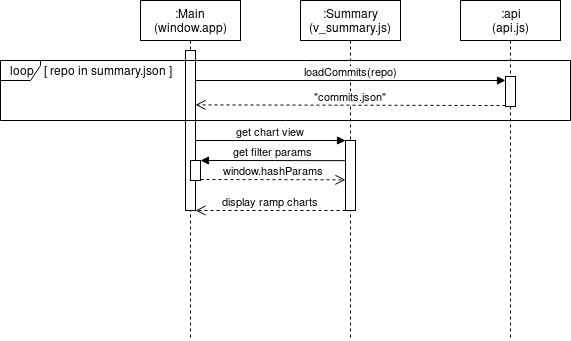 :Main
(window.app)
:Summary
(v_summary.js)
:api
(api.js)
loop
[ repo in summary.json ]
loadCommits(repo)
"commits.json"
get chart view
get filter params
window.hashParams
display ramp charts